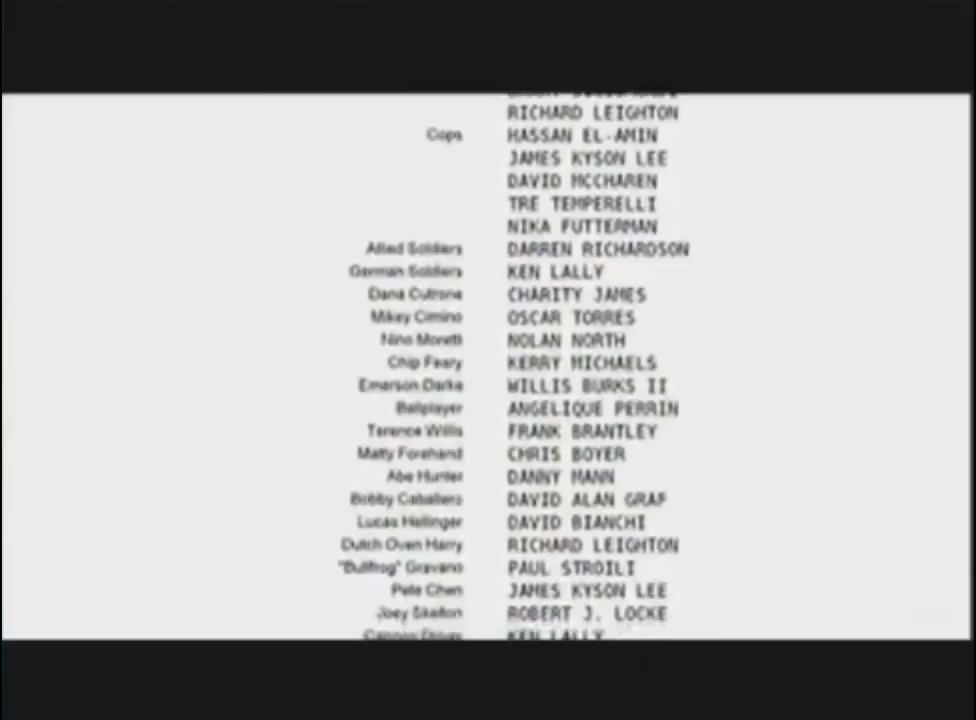 RICHARD LEIGHTON
Cops HASSAN EL-AMIN
JAMES KYSON LEE
DAVID MCCHAREN
TRE TEMPERELLI
NIKA FUTTERMAN
Allied Soldiers DARREN RICHARDSON
German Soldiers KEN LALLY
Dana Cutrone CHARITY JAMES
Mikey Cimino OSCAR TORRES
Nino Moretti NOLAN NORTH
Chip Feary KERRY MICHAELS
Emerson Darke WILLIS BURKS II
Ballplayer ANGELIQUE PERRIN
Terence Willis FRANK BRANTLEY
Matty Forehand CHRIS BOYER
Abe Hunter DANNY MANN
Bobby Caballero DAVID ALAN GRAF
Lucas Hellinger DAVID BIANCHI
Dutch Oven Harry RICHARD LEIGHTON
"Bullfrog" Gravano PAUL STROILI
Pete Chen JAMES KYSON LEE
Joey Skelton ROBERT J. LOCKE
KEN LALLY